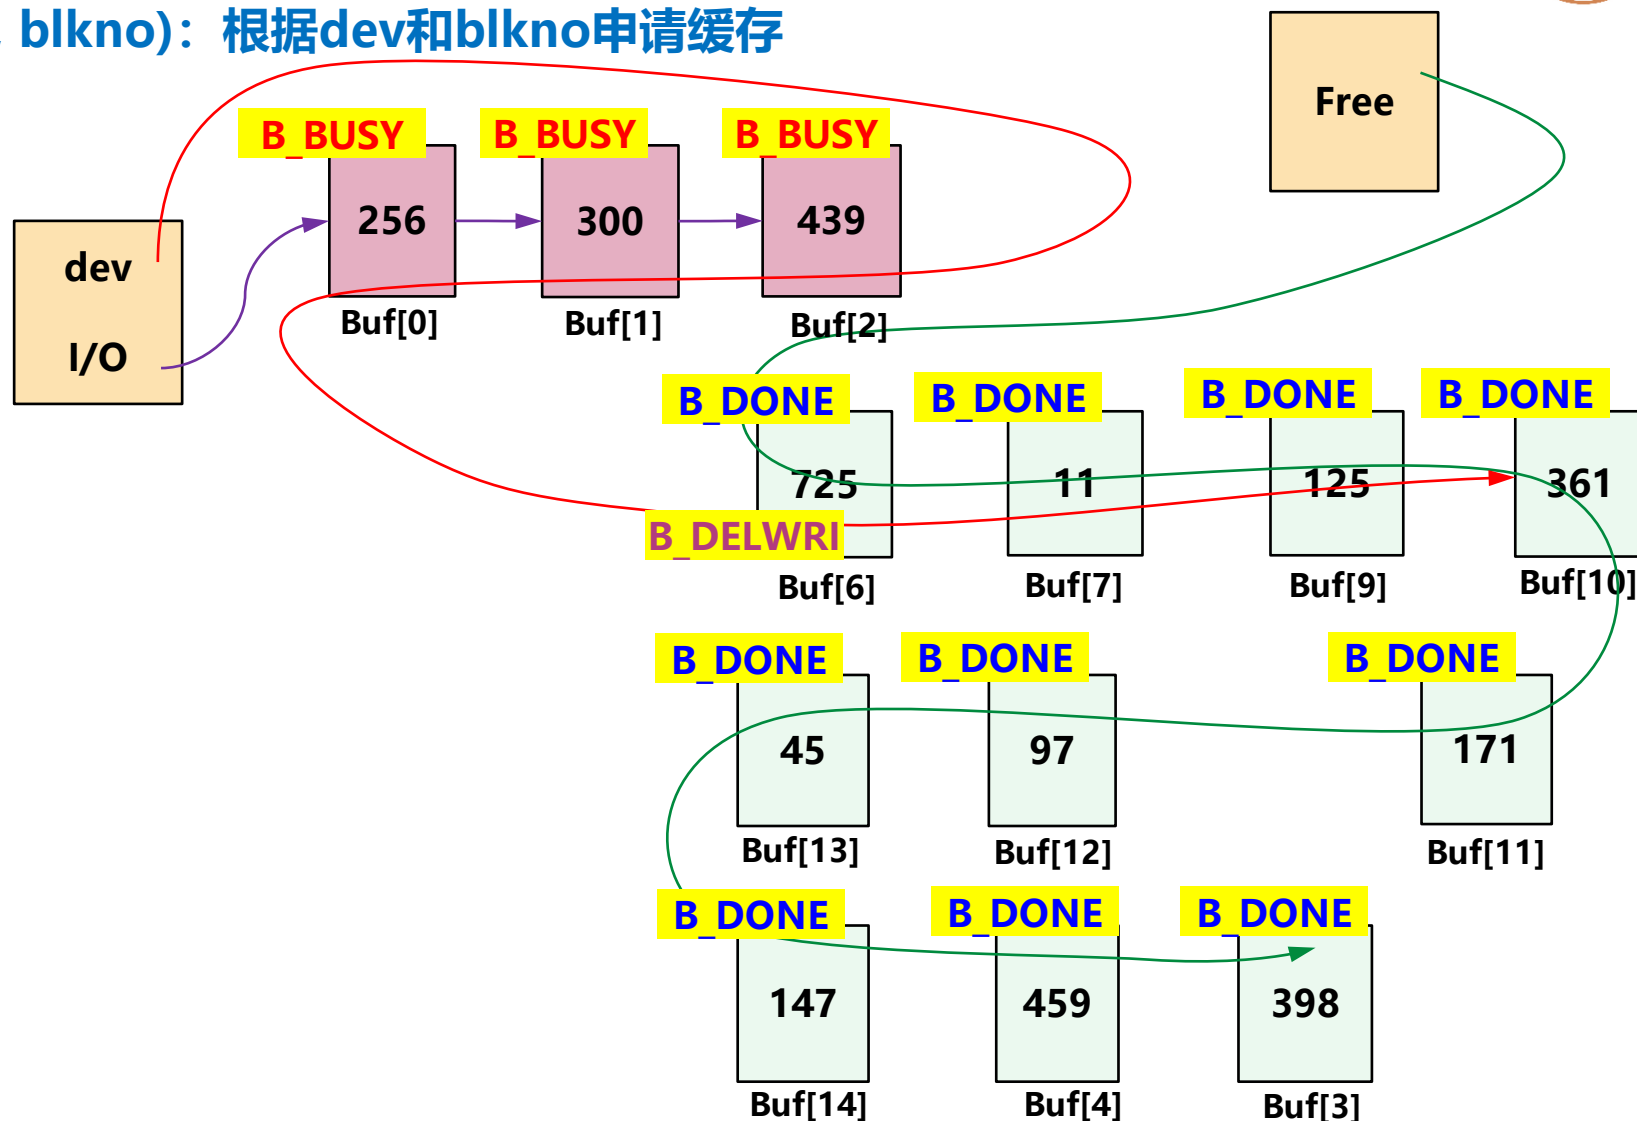 blkno)：根据dev和blkno申请缓存
Free
B_BUSY B_BUSY B_BUSY
256 300 439
dev
I/O
Buf[0] Buf[1] Buf[2]
B_DONE B_DONE B_DONE B_DONE
725 11 125 361
B_DELWRI
Buf[6] Buf[7] Buf[9] Buf[10]
B_DONE B_DONE B_DONE
45 97 171
Buf[13] Buf[12] Buf[11]
B_DONE B_DONE B_DONE
147 459 398
Buf[14] Buf[4] Buf[3]